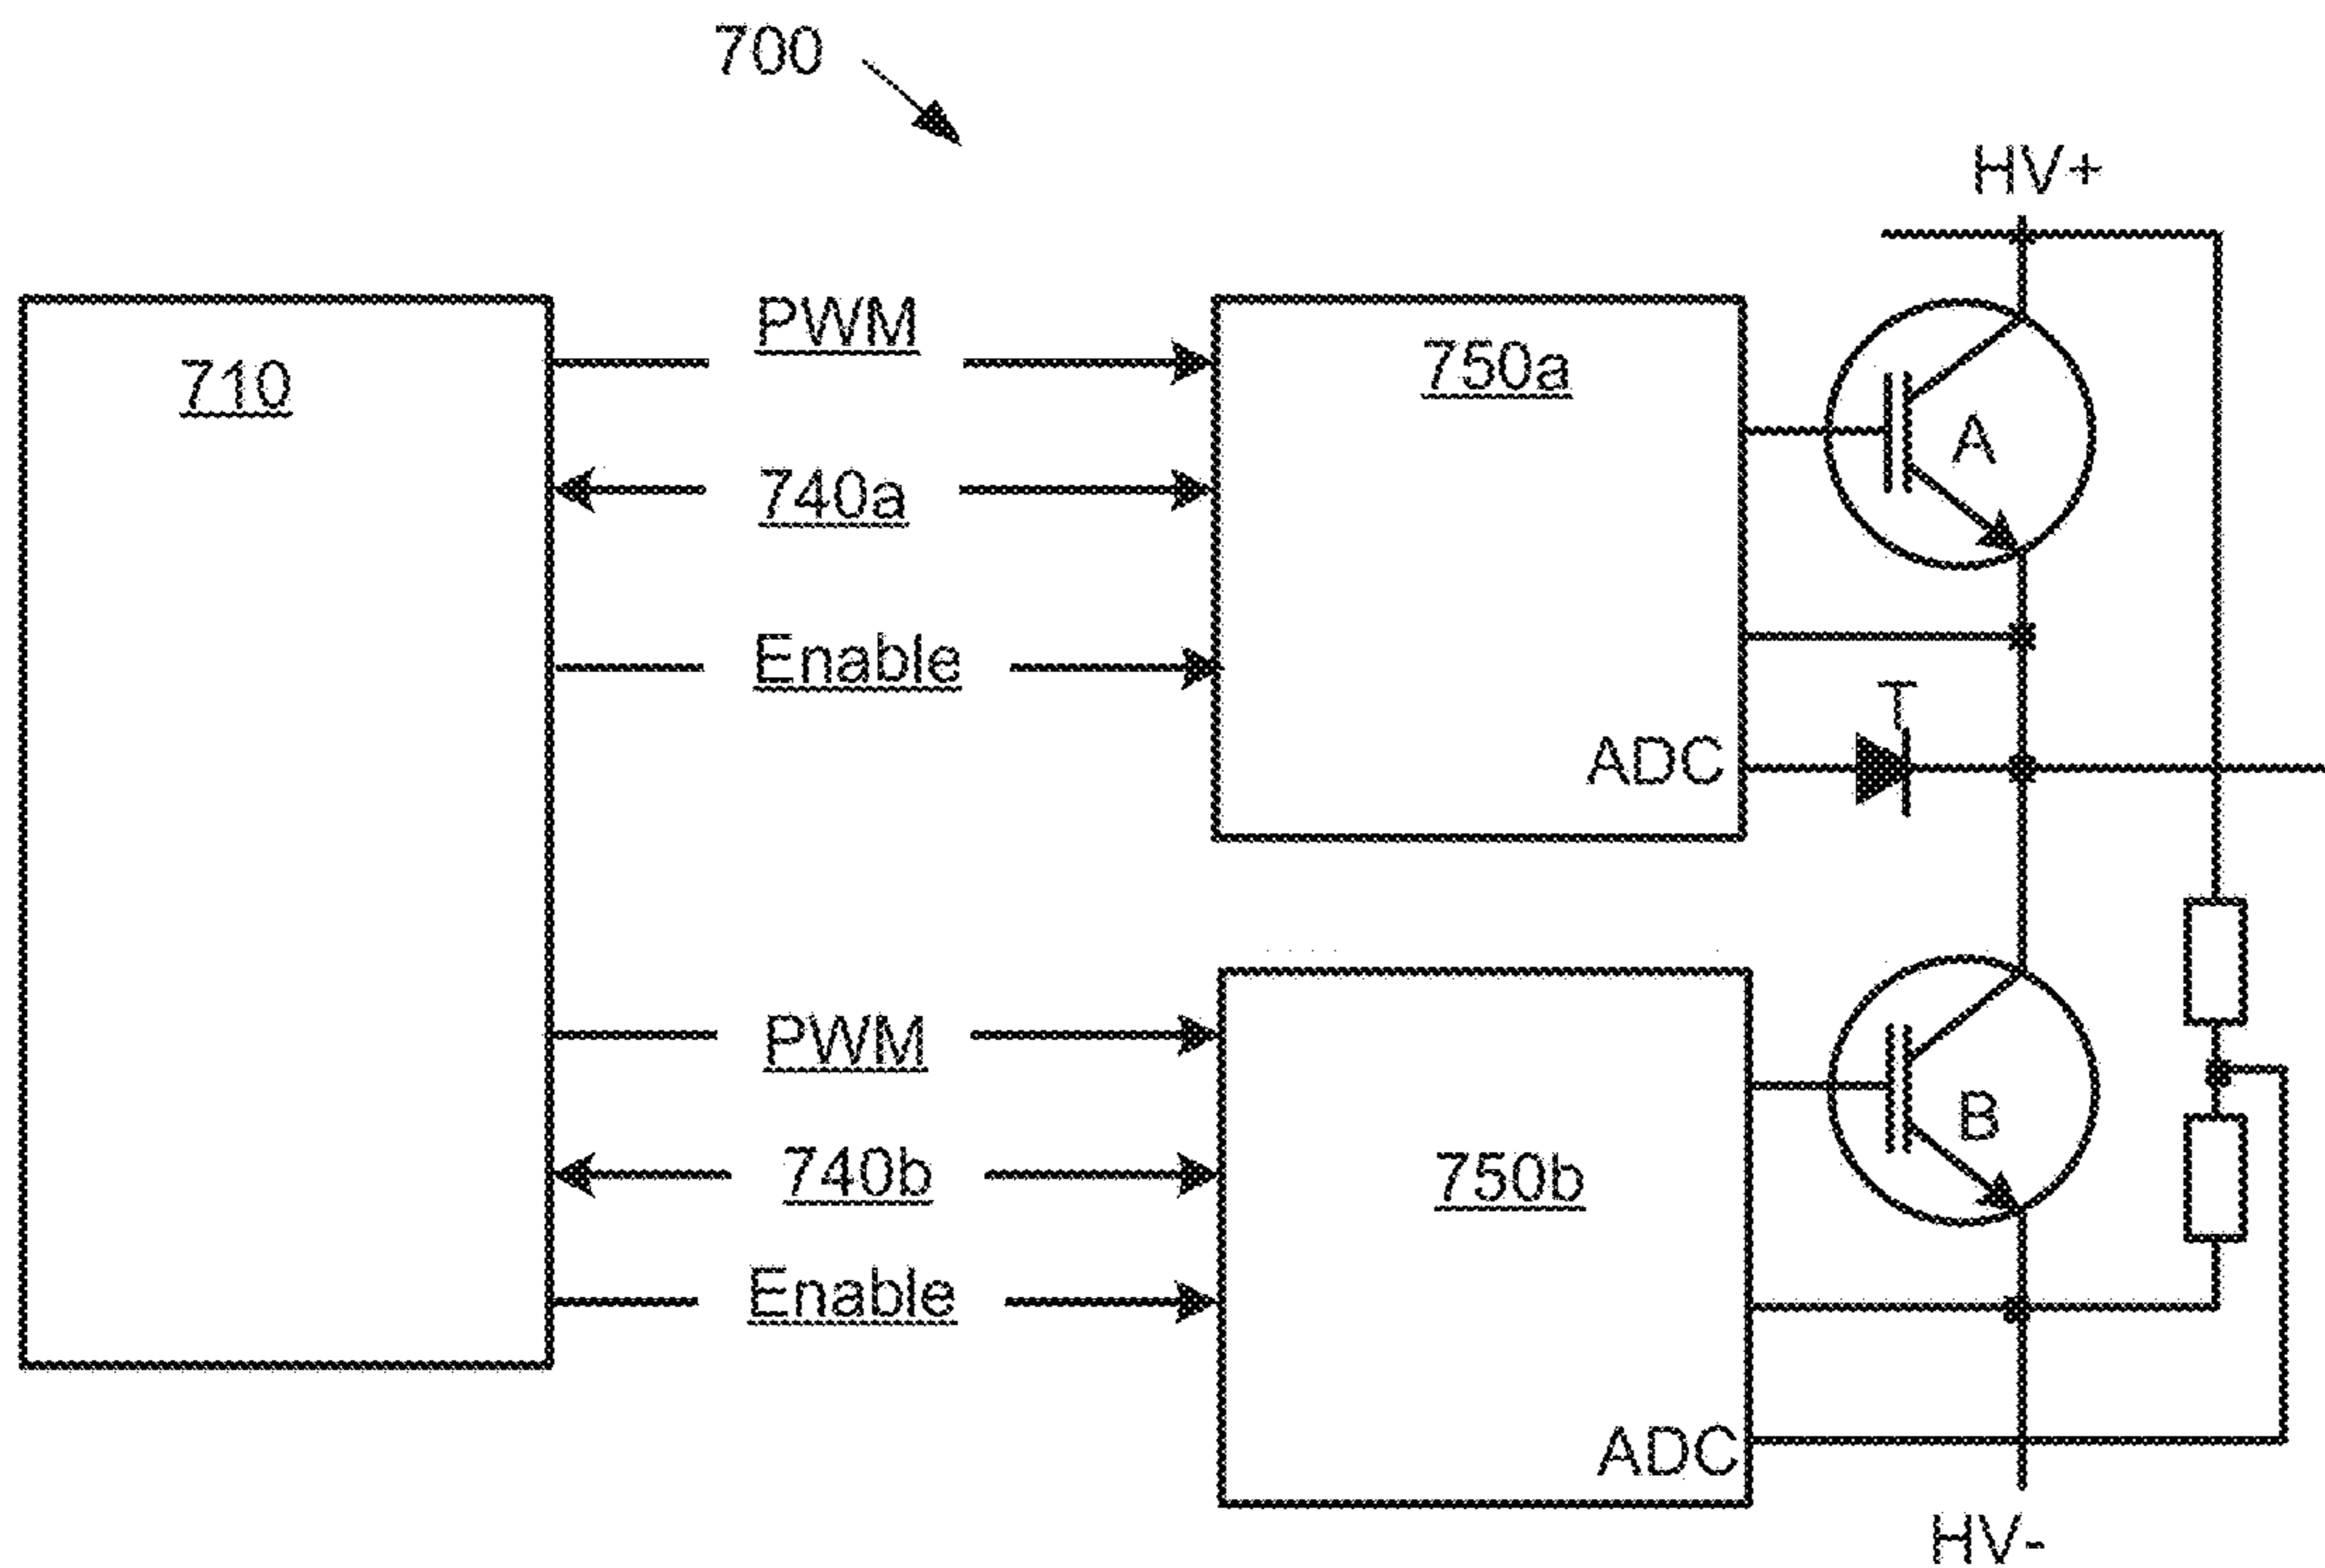 700
HV+
710
PWM
750a
740a
A
Enable
T
ADC
PWM
740b
750b
B
Enable
ADC
HV-